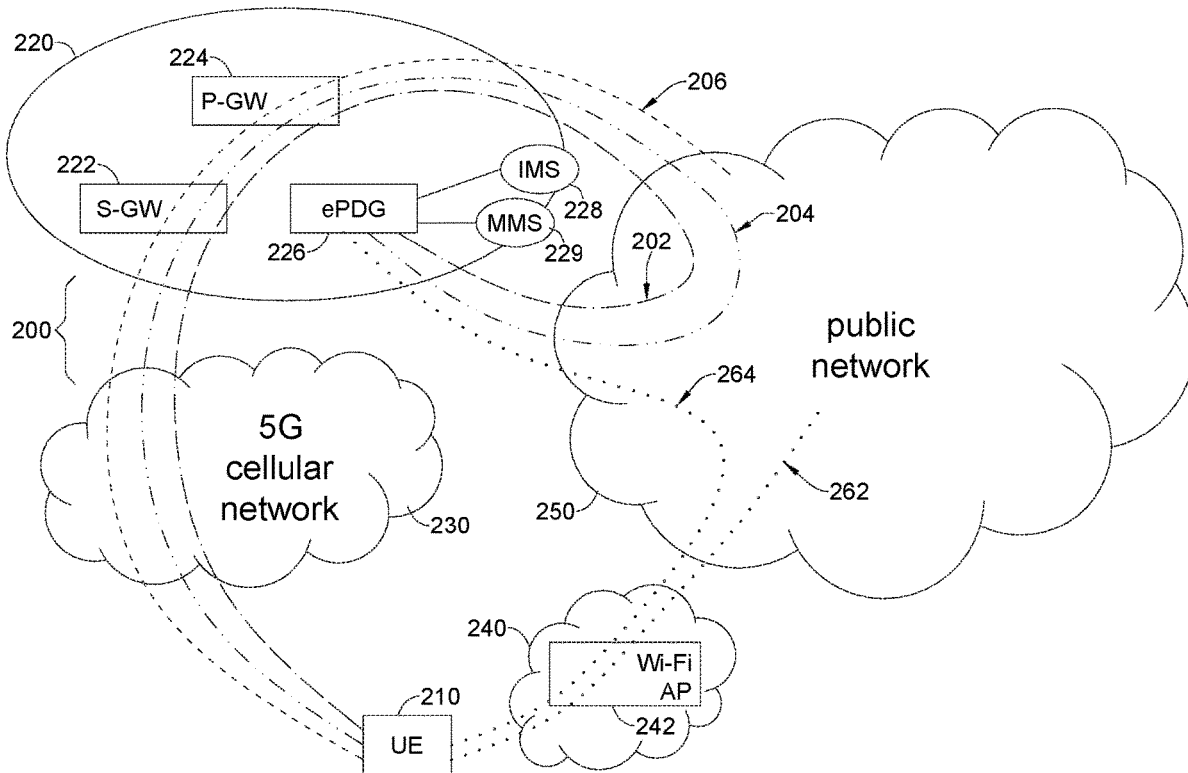 220
224
P-GW
206
222
S-GW
ePDG
226
IMS
228
MMS
229
202
204
200
public
network
264
5G
cellular
network
230
250
262
240
Wi-Fi
AP
242
210
UE